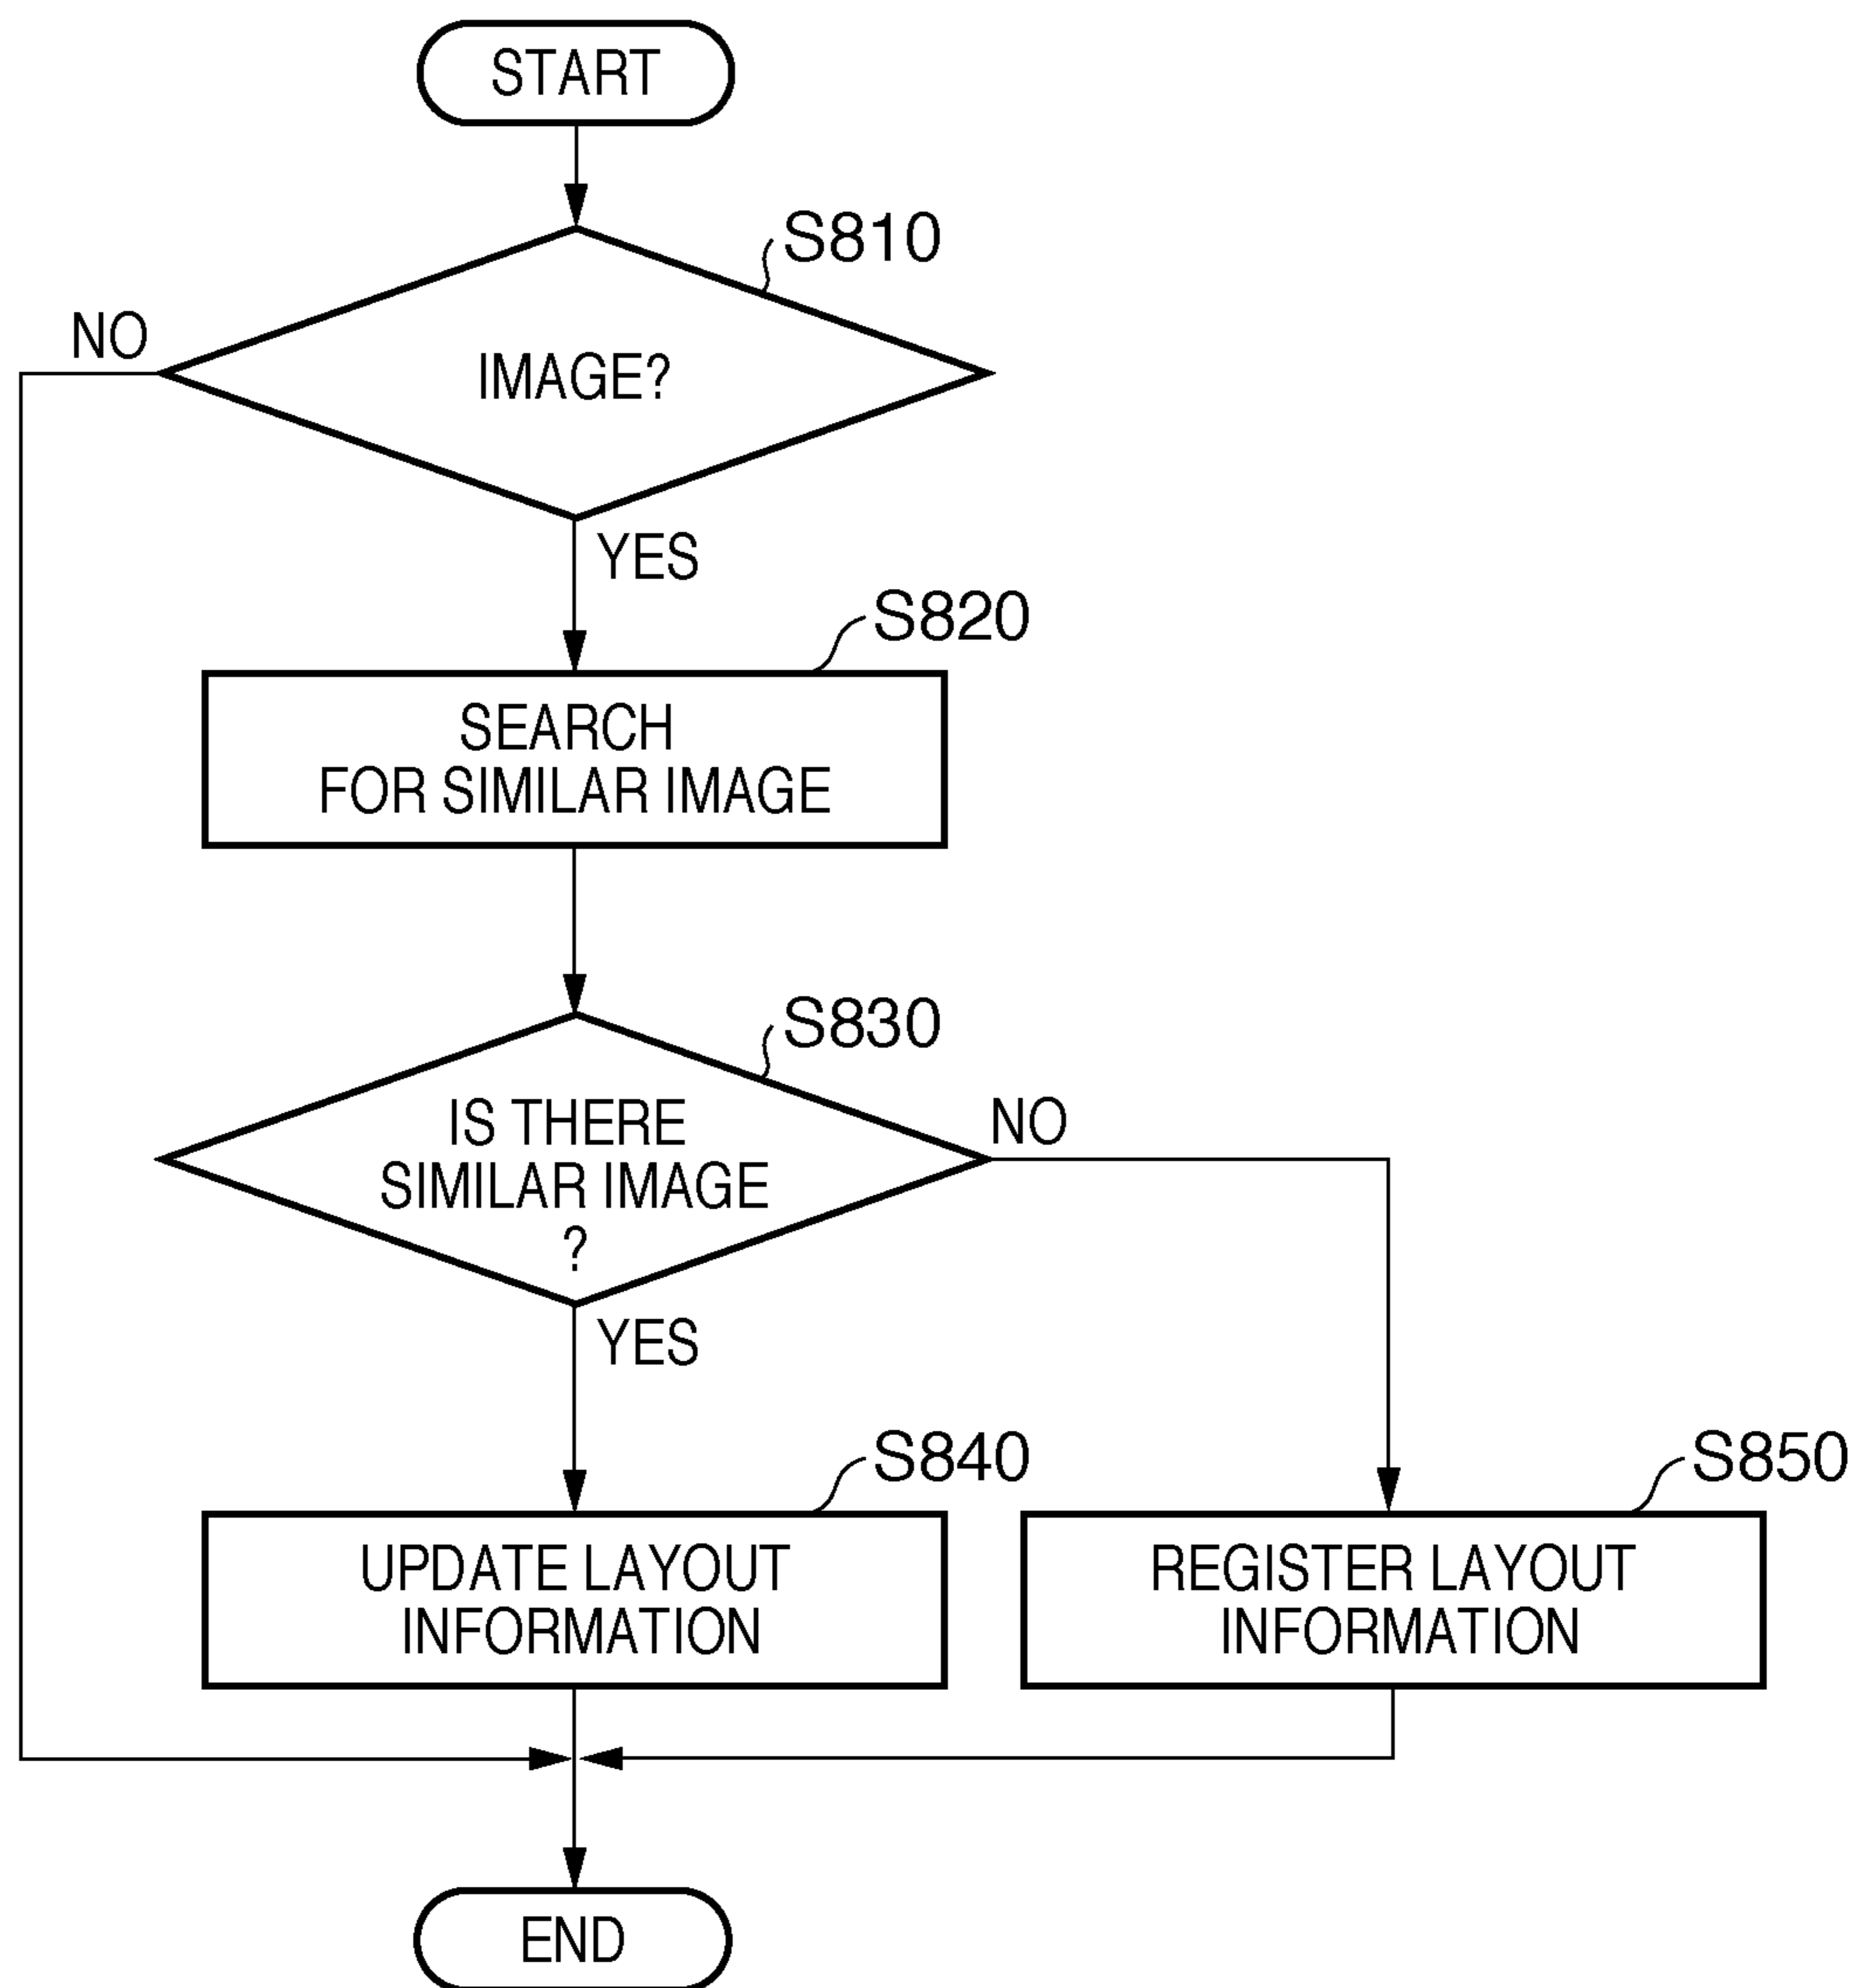 START
S810
NO
IMAGE?
YES
S820
SEARCH
FOR SIMILAR IMAGE
S830
IS THERE
SIMILAR IMAGE
?
NO
YES
S840
UPDATE LAYOUT
INFORMATION
S850
REGISTER LAYOUT
INFORMATION
END